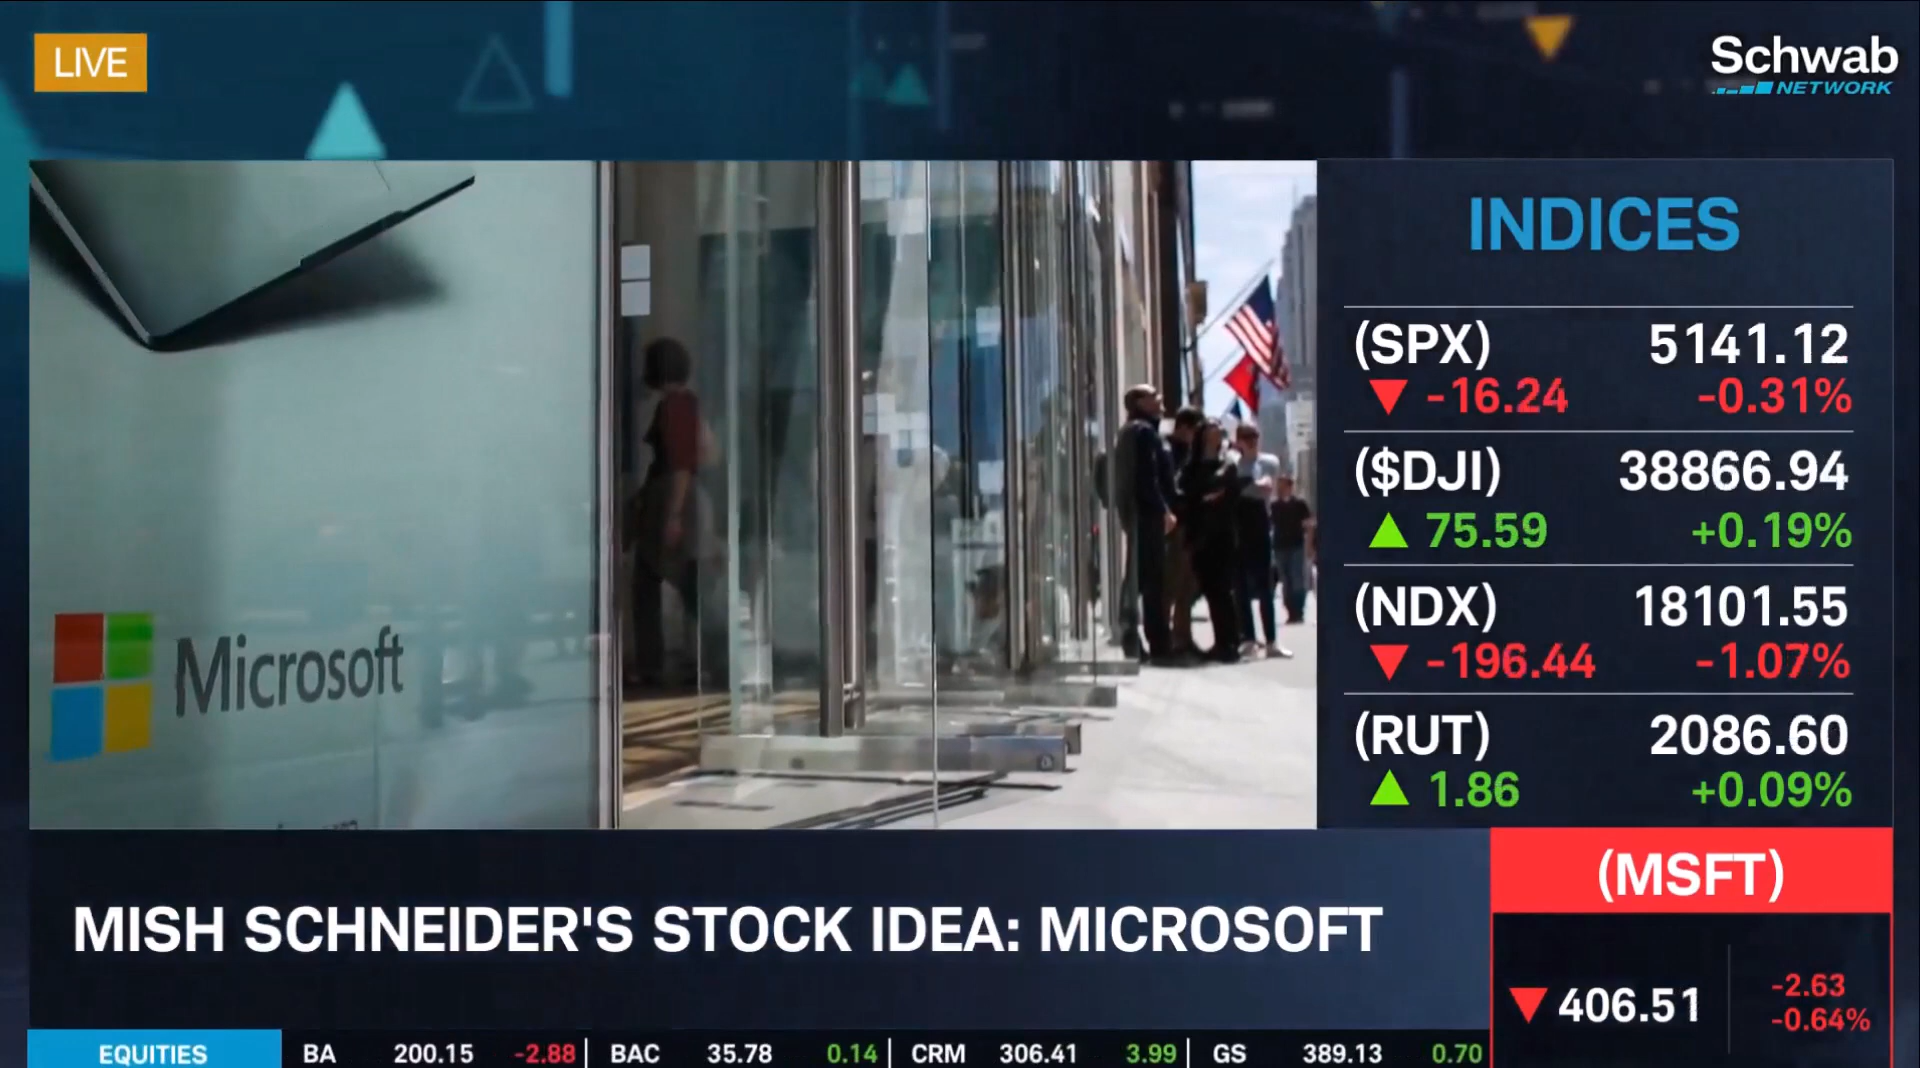 LIVE
Schwab
NETWORK
Microsoft
INDICES
(SPX) 5141.12
▼ -16.24 -0.31%
($DJI) 38866.94
▲ 75.59 +0.19%
(NDX) 18101.55
▼ -196.44 -1.07%
(RUT) 2086.60
▲ 1.86 +0.09%
MISH SCHNEIDER'S STOCK IDEA: MICROSOFT
(MSFT)
▼ 406.51 -2.63
-0.64%
EQUITIES BA 200.15 -2.88 BAC 35.78 0.14 CRM 306.41 3.99 GS 389.13 0.70